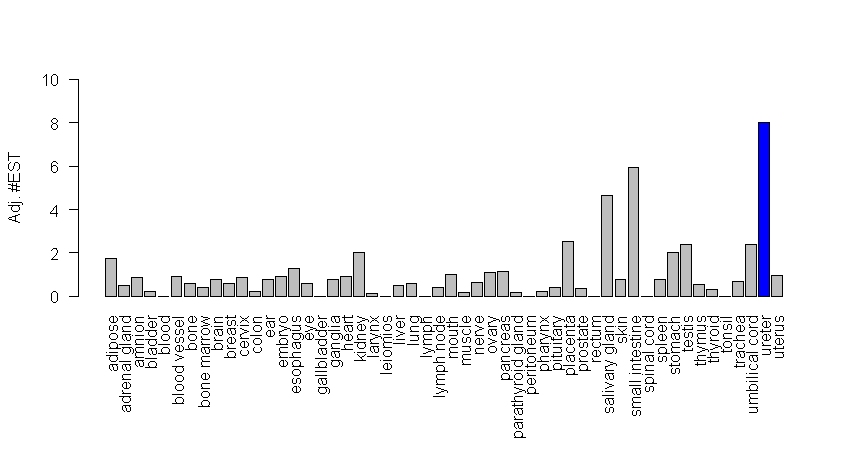 10
8
6
4
2
0
Adj. #EST
adipose
adrenal gland
amnion
bladder
blood
blood vessel
bone
bone marrow
brain
breast
cervix
colon
ear
embryo
esophagus
eye
gallbladder
ganglia
heart
kidney
larynx
leiomios
liver
lung
lymph
lymph node
mouth
muscle
nerve
ovary
pancreas
parathyroid gland
peritoneum
pharynx
pituitary
placenta
prostate
rectum
salivary gland
skin
small intestine
spinal cord
spleen
stomach
testis
thymus
thyroid
tonsil
trachea
umbilical cord
ureter
uterus